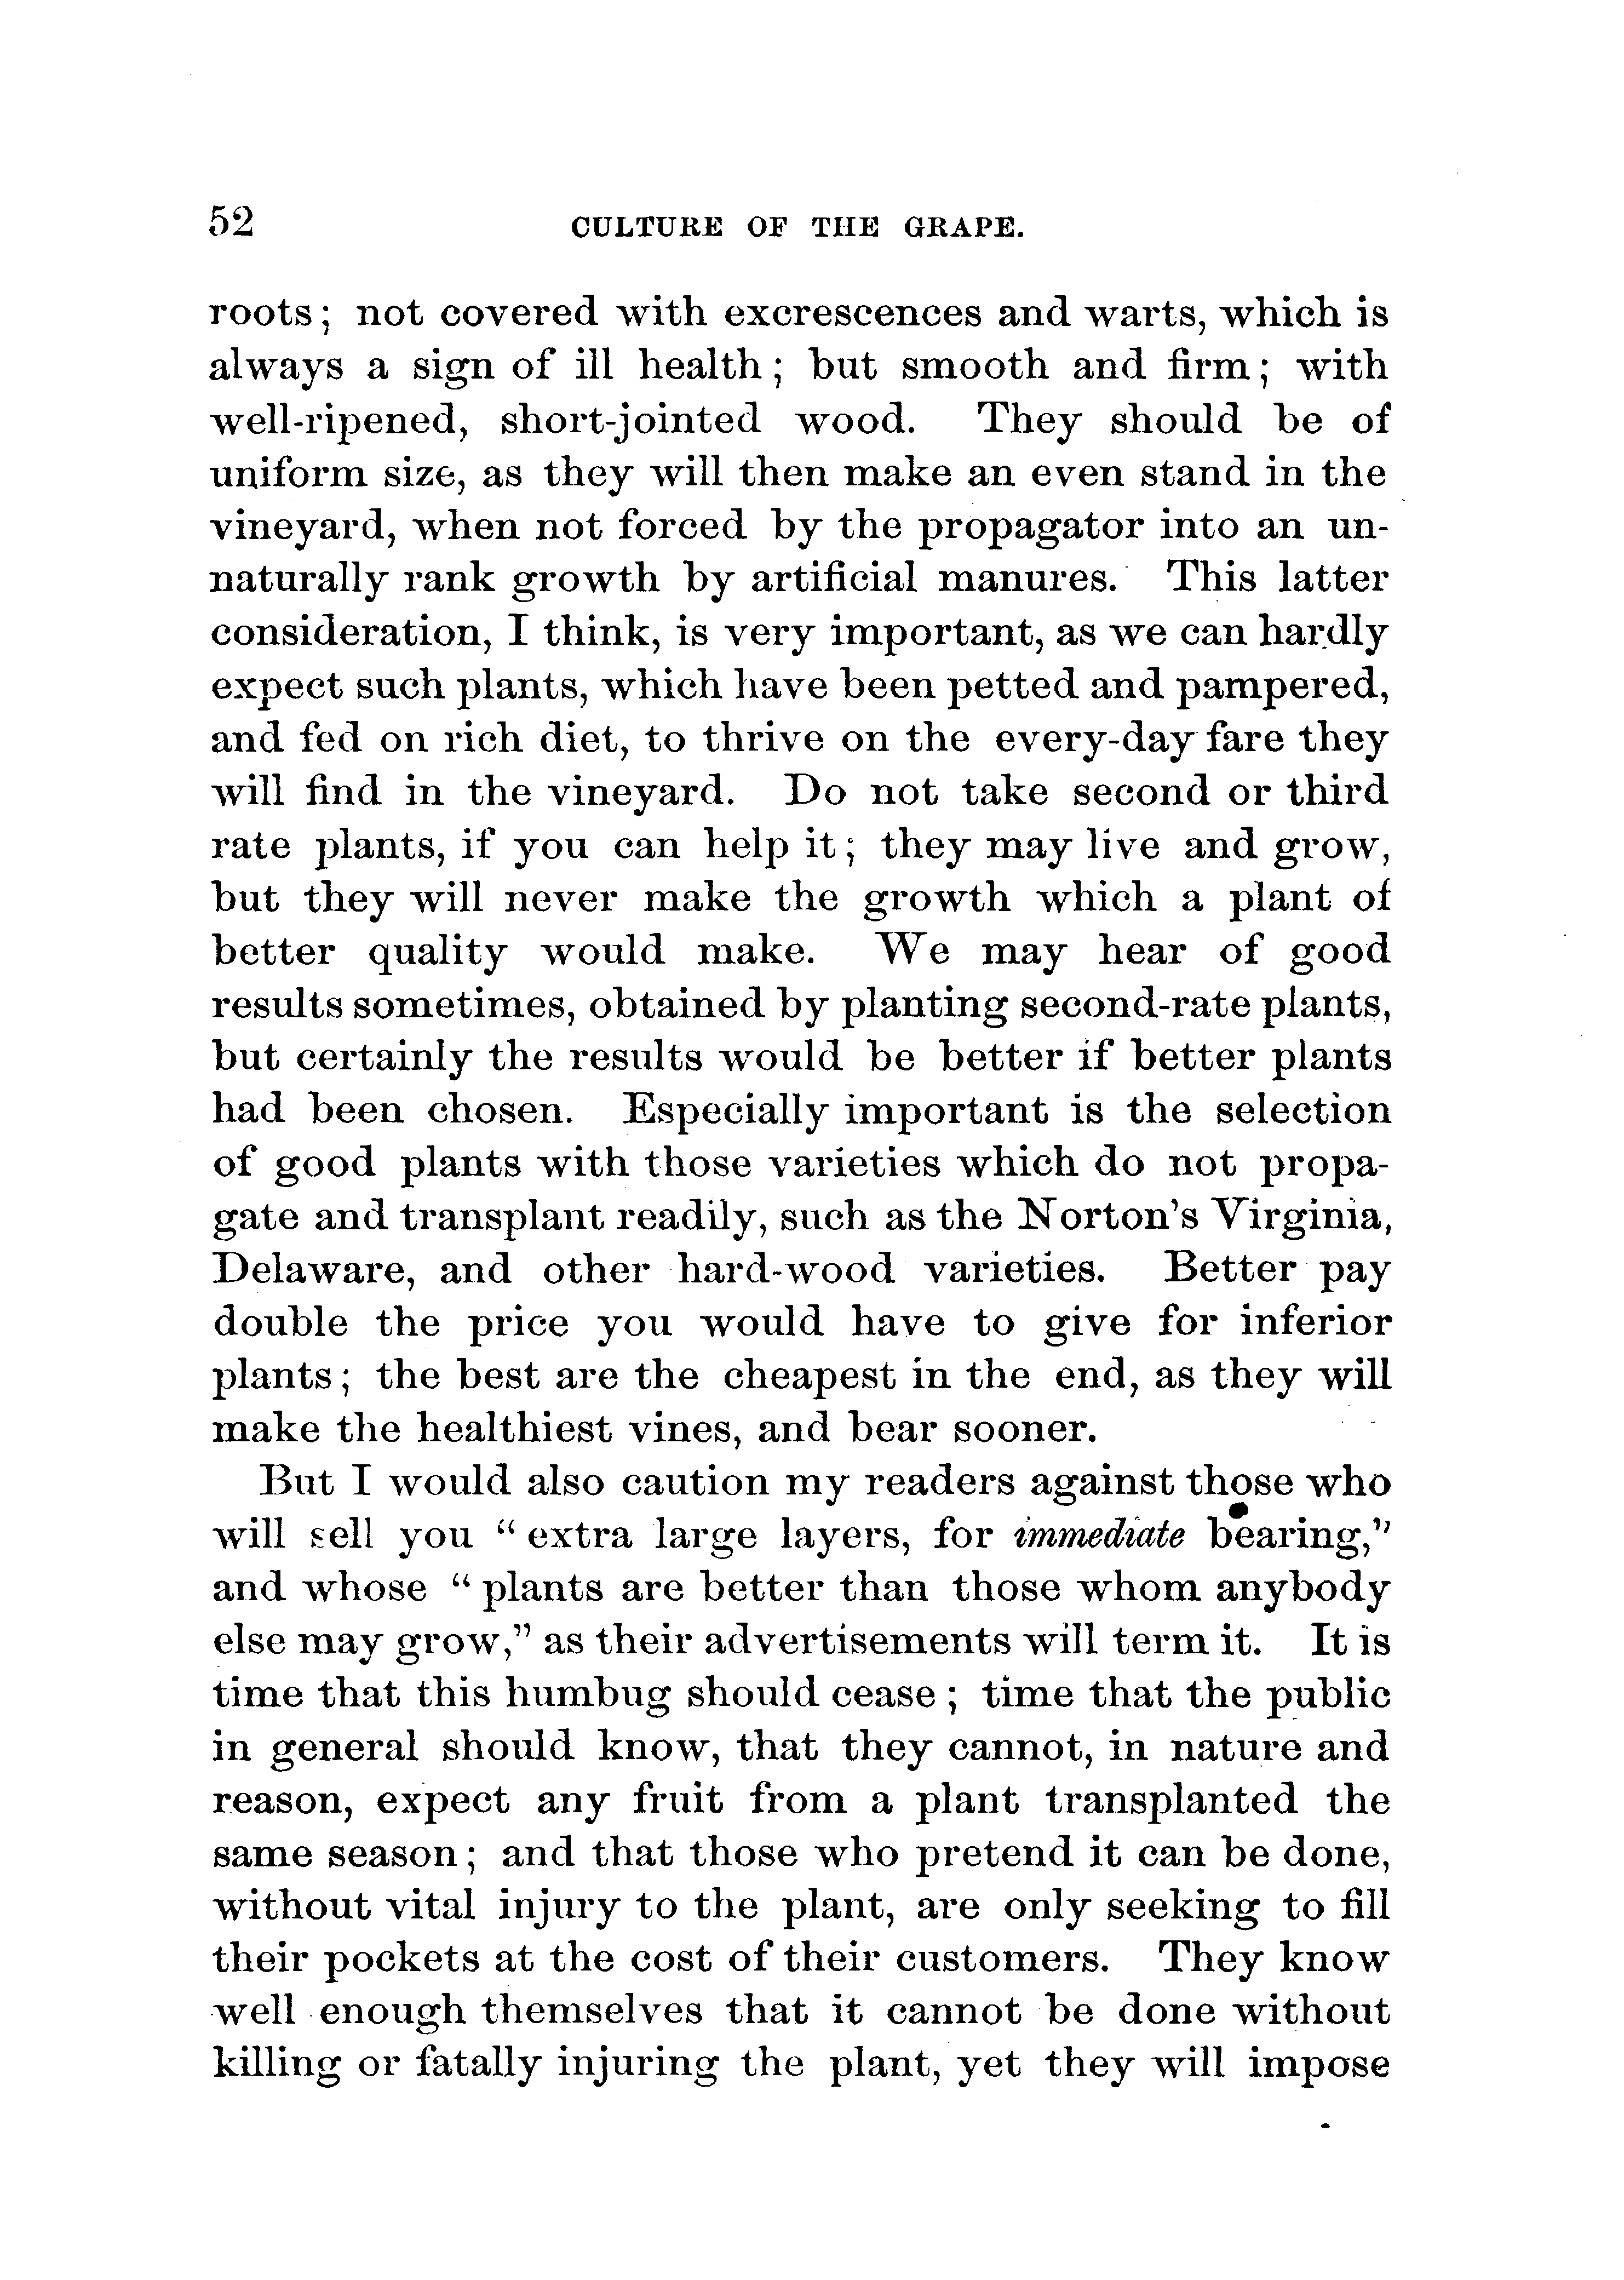 52 CULTURE OF THE GRAPE.
roots; not covered with excrescences and warts, which is
always a sign of ill health; but smooth and firm; with
well-ripened, short-jointed wood. They should be of
uniform size, as they will then make an even stand in the
vineyard, when not forced by the propagator into an un-
naturally rank growth by artificial manures. This latter
consideration, I think, is very important, as we can hardly
expect such plants, which have been petted and pampered,
and fed on rich diet, to thrive on the every-day fare they
will find in the vineyard. Do not take second or third
rate plants, if you can help it; they may live and grow,
but they will never make the growth which a plant of
better quality would make. We may hear of good
results sometimes, obtained by planting second-rate plants,
but certainly the results would be better if better plants
had been chosen. Especially important is the selection
of good plants with those varieties which do not propa-
gate and transplant readily, such as the Norton's Virginia,
Delaware, and other hard-wood varieties. Better pay
double the price you would have to give for inferior
plants; the best are the cheapest in the end, as they will
make the healthiest vines, and bear sooner.
But I would also caution my readers against those who
will sell you "extra large layers, for immediate bearing,"
and whose "plants are better than those whom anybody
else may grow," as their advertisements will term it. It is
time that this humbug should cease; time that the public
in general should know, that they cannot, in nature and
reason, expect any fruit from a plant transplanted the
same season; and that those who pretend it can be done,
without vital injury to the plant, are only seeking to fill
their pockets at the cost of their customers. They know
well enough themselves that it cannot be done without
killing or fatally injuring the plant, yet they will impose